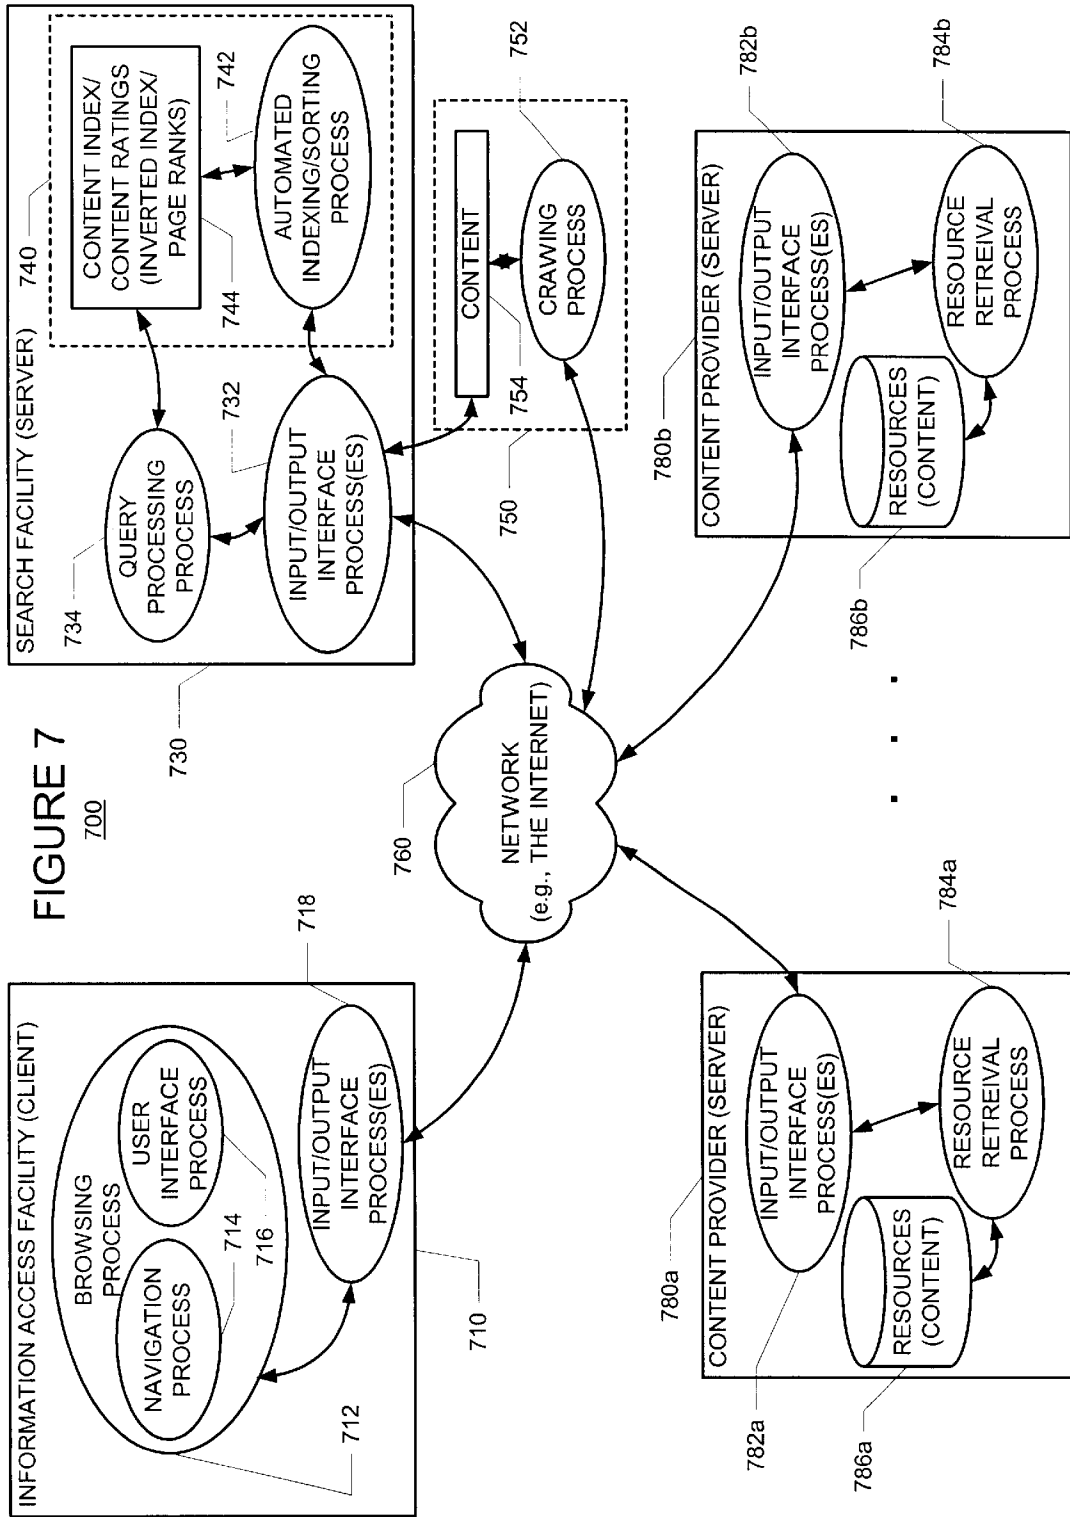 FIGURE 7
700
INFORMATION ACCESS FACILITY (CLIENT)
BROWSING
PROCESS
NAVIGATION
PROCESS
USER
INTERFACE
PROCESS
712
714
716
718
INPUT/OUTPUT
INTERFACE
PROCESS(ES)
710
SEARCH FACILITY (SERVER)
730
734
QUERY
PROCESSING
PROCESS
732
INPUT/OUTPUT
INTERFACE
PROCESS(ES)
740
CONTENT INDEX/
CONTENT RATINGS
(INVERTED INDEX/
PAGE RANKS)
744
742
AUTOMATED
INDEXING/SORTING
PROCESS
750
CONTENT
754
752
CRAWING
PROCESS
760
NETWORK
(e.g., THE INTERNET)
780a
CONTENT PROVIDER (SERVER)
782a
INPUT/OUTPUT
INTERFACE
PROCESS(ES)
784a
RESOURCE
RETREIVAL
PROCESS
786a
RESOURCES
(CONTENT)
. . .
780b
CONTENT PROVIDER (SERVER)
782b
INPUT/OUTPUT
INTERFACE
PROCESS(ES)
784b
RESOURCE
RETREIVAL
PROCESS
786b
RESOURCES
(CONTENT)